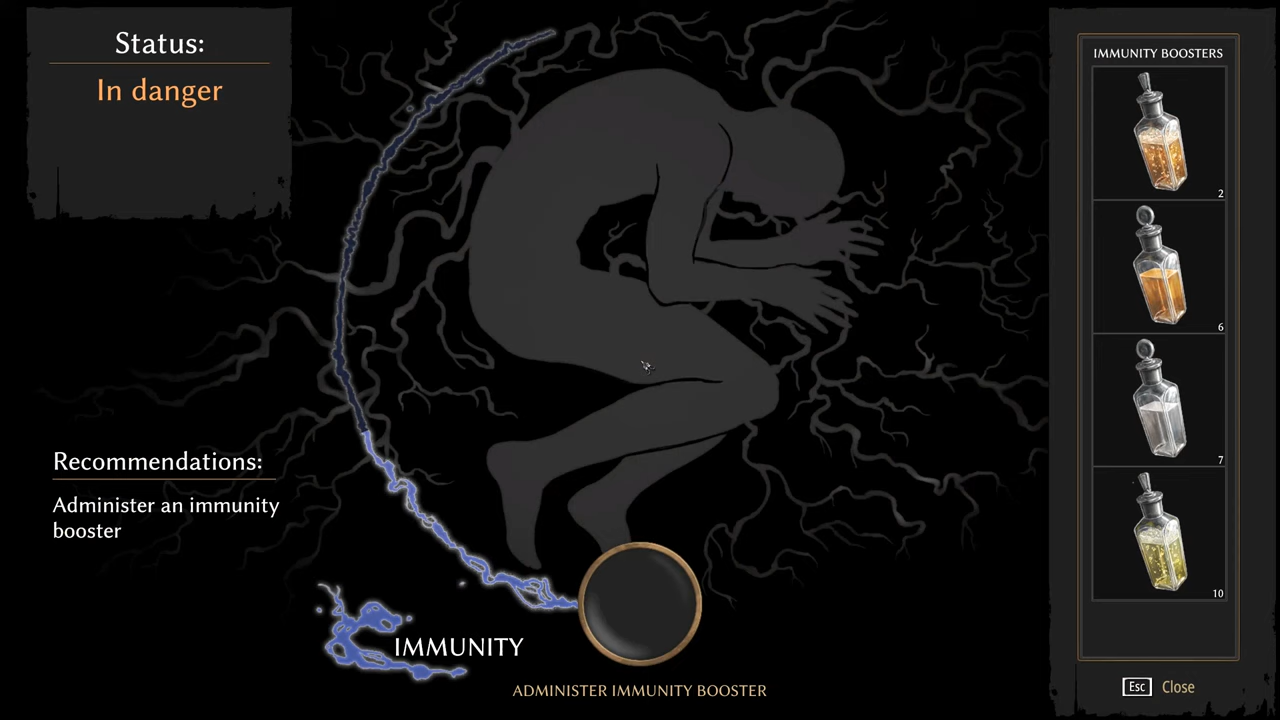 Status:
In danger
Recommendations:
Administer an immunity
booster
IMMUNITY
ADMINISTER IMMUNITY BOOSTER
IMMUNITY BOOSTERS
2
6
7
10
Esc Close